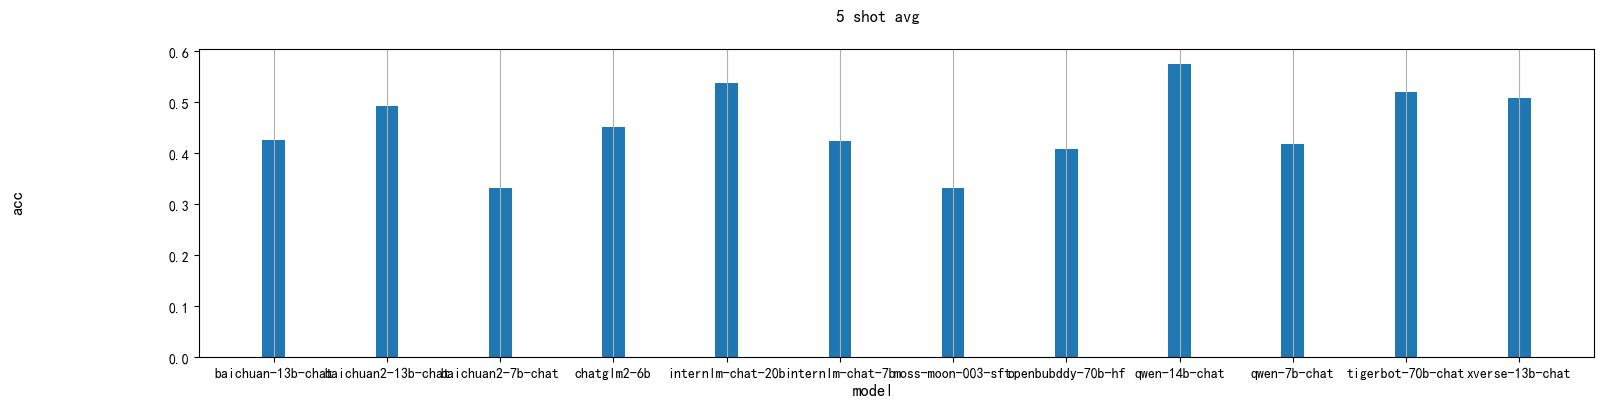 5 shot avg
acc
0.6
0.5
0.4
0.3
0.2
0.1
0.0
baichuan-13b-chat baichuan2-13b-chat baichuan2-7b-chat chatglm2-6b internlm-chat-20b internlm-chat-7b moss-moon-003-sft openbubddy-70b-hf qwen-14b-chat qwen-7b-chat tigerbot-70b-chat xverse-13b-chat
model